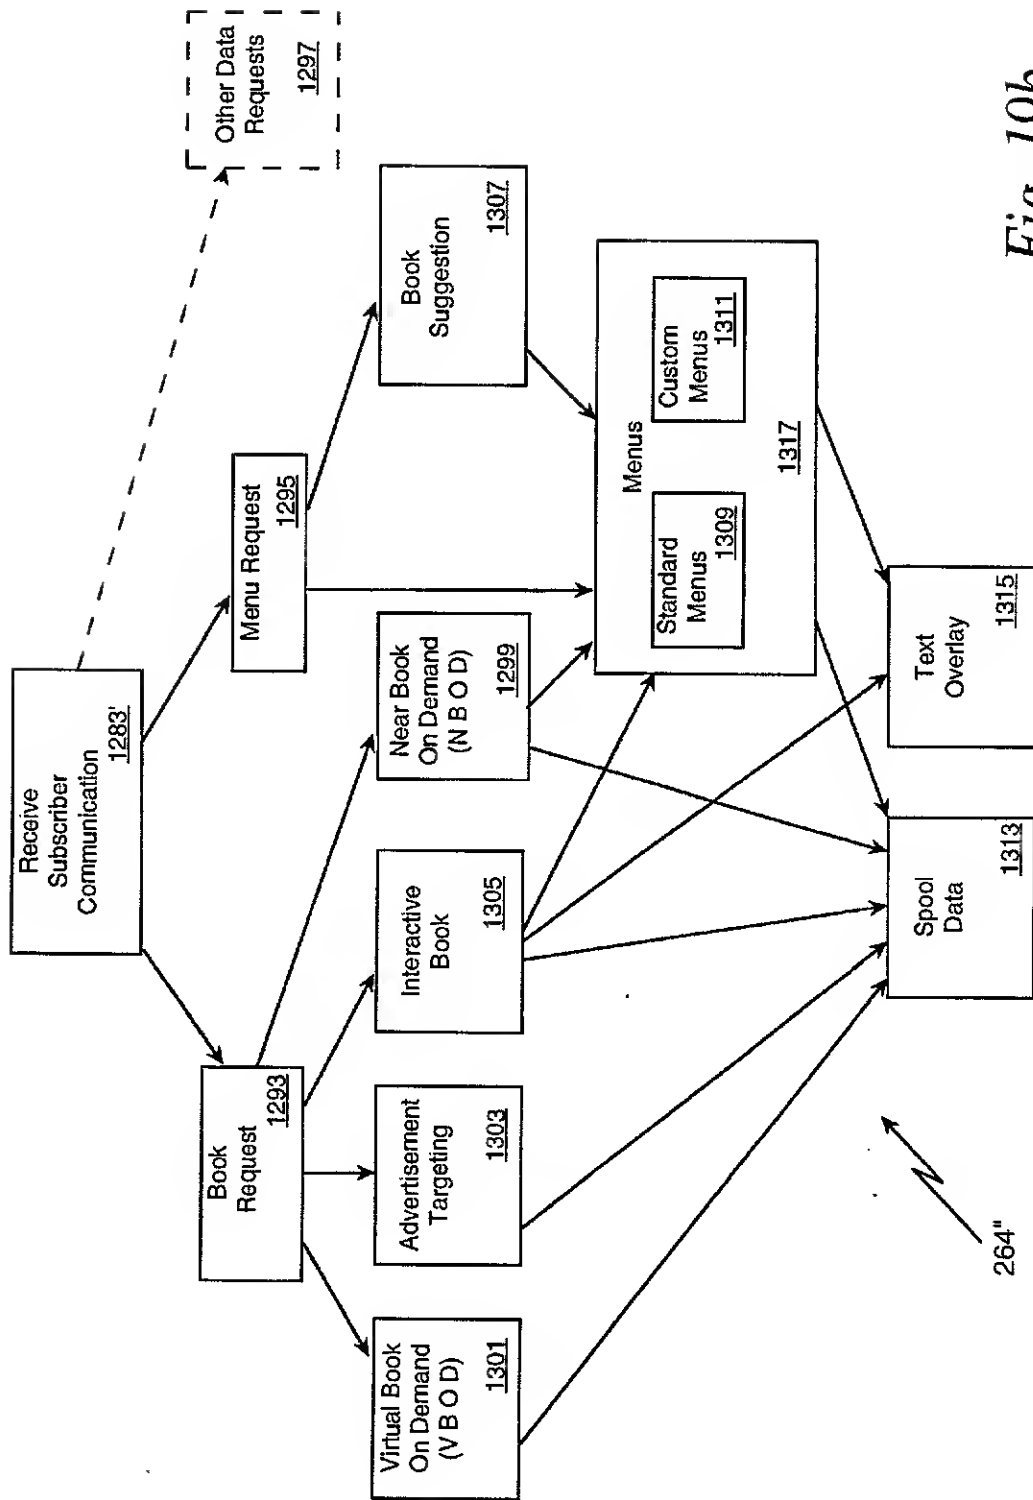 Receive
Subscriber
Communication
1283'
Other Data
Requests
1297
Book
Request
1293
Menu Request
1295
Virtual Book
On Demand
(V B O D)
1301
Advertisement
Targeting
1303
Interactive
Book
1305
Near Book
On Demand
(N B O D)
1299
Book
Suggestion
1307
Menus
Standard
Menus
1309
Custom
Menus
1311
1317
Spool
Data
1313
Text
Overlay
1315
264"
Fig. 19b